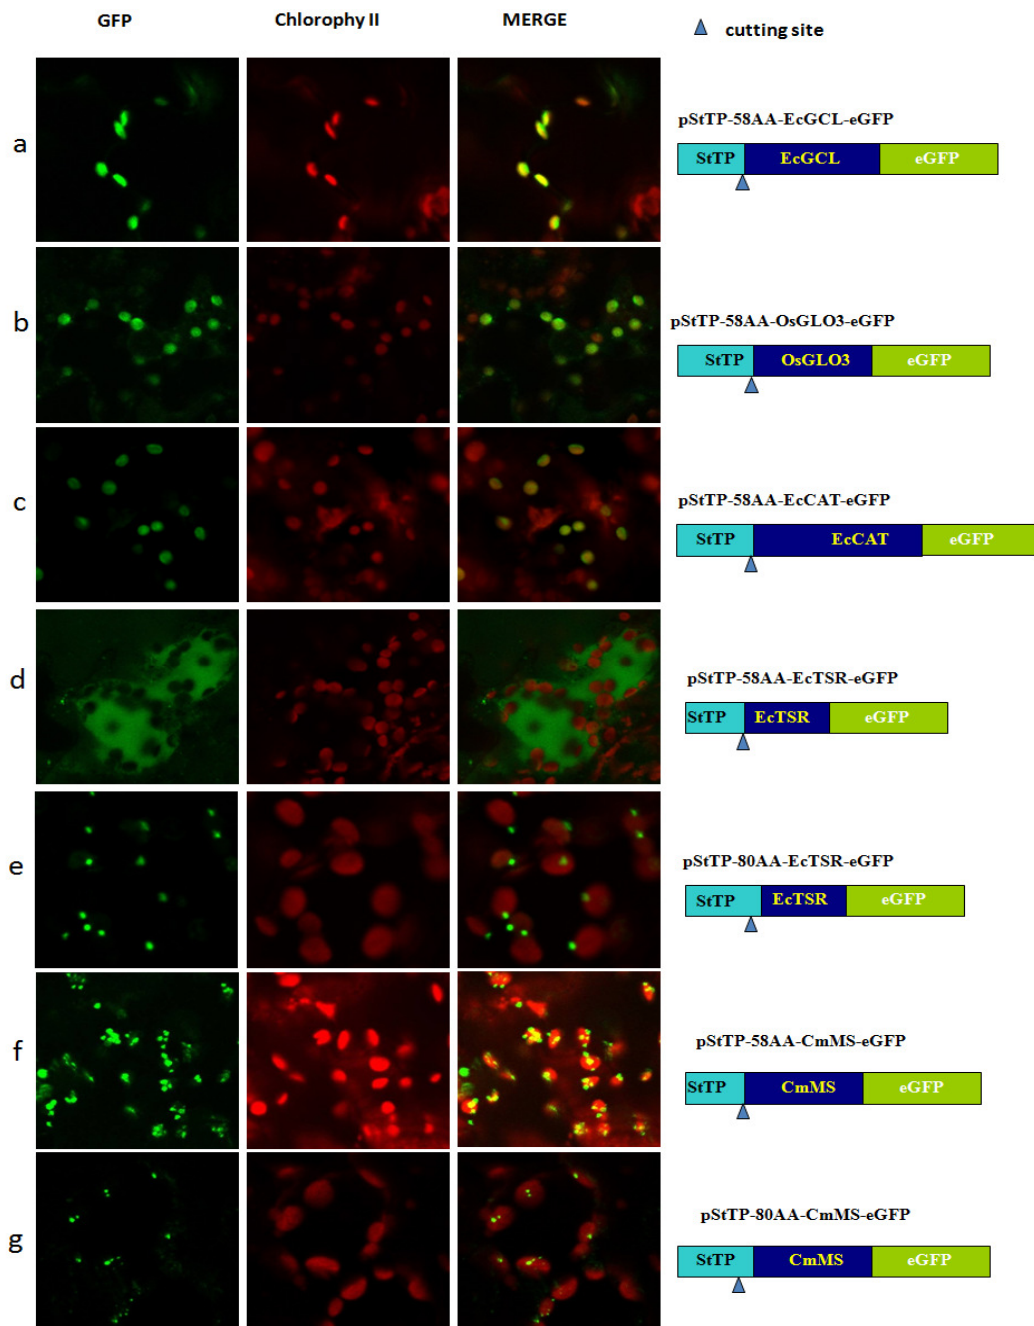 GFP Chlorophy II MERGE cutting site
a
pStTP-58AA-EcGCL-eGFP
StTP EcGCL eGFP
b
pStTP-58AA-OsGLO3-eGFP
StTP OsGLO3 eGFP
c
pStTP-58AA-EcCAT-eGFP
StTP EcCAT eGFP
d
pStTP-58AA-EcTSR-eGFP
StTP EcTSR eGFP
e
pStTP-80AA-EcTSR-eGFP
StTP EcTSR eGFP
f
pStTP-58AA-CmMS-eGFP
StTP CmMS eGFP
g
pStTP-80AA-CmMS-eGFP
StTP CmMS eGFP